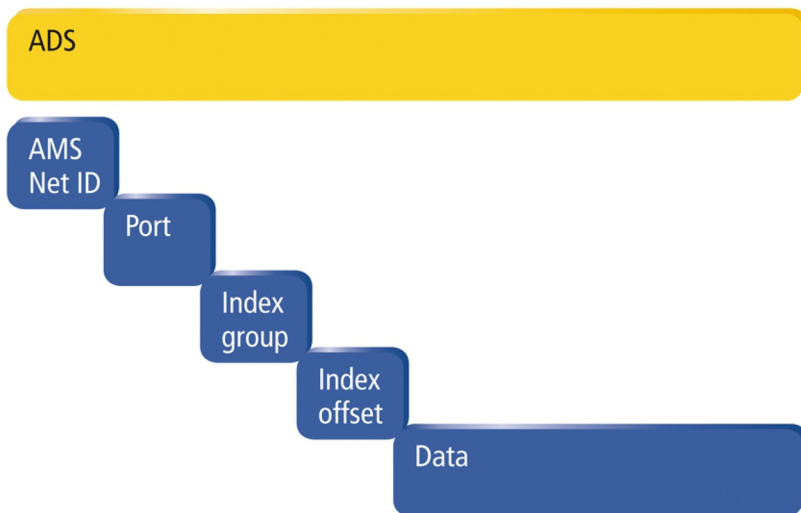 ADS
AMS
Net ID
Port
Index
group
Index
offset
Data